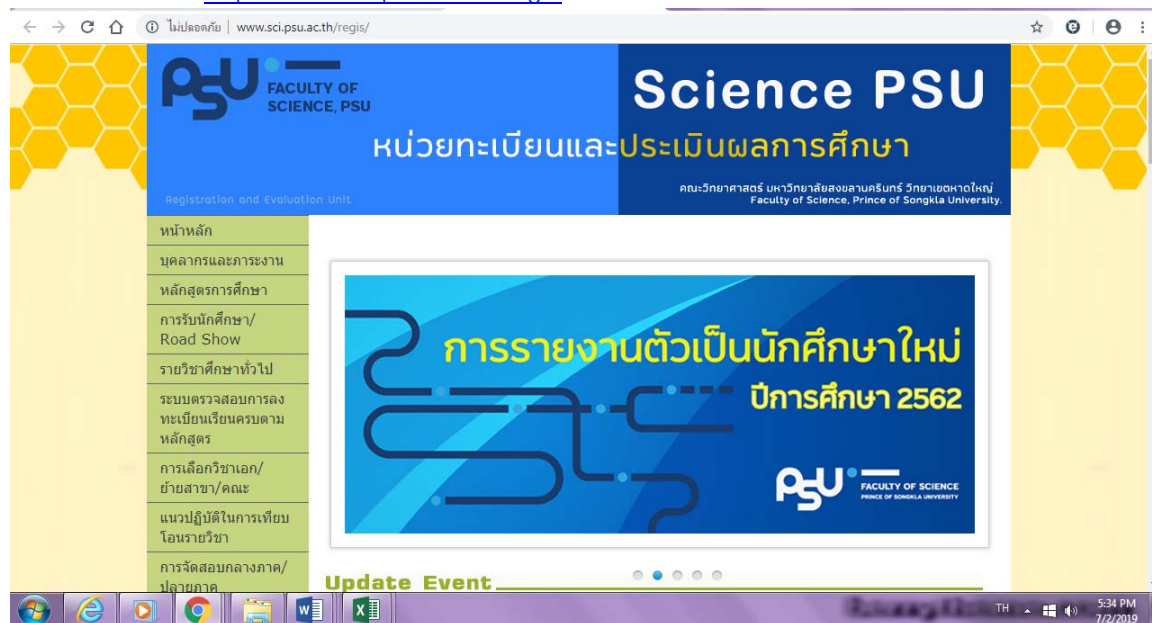 ไม่ปลอดภัย | www.sci.psu.ac.th/regis/
PSU FACULTY OF
SCIENCE, PSU
Science PSU
หน่วยทะเบียนและประเมินผลการศึกษา
คณะวิทยาศาสตร์ มหาวิทยาลัยสงขลานครินทร์ วิทยาเขตหาดใหญ่
Registration and Evaluation Unit
Faculty of Science, Prince of Songkla University.
หน้าหลัก
บุคลากรและภาระงาน
หลักสูตรการศึกษา
การรับนักศึกษา/
Road Show
รายวิชาศึกษาทั่วไป
ระบบตรวจสอบการลง
ทะเบียนเรียนครบตาม
หลักสูตร
การเลือกวิชาเอก/
ย้ายสาขา/คณะ
แนวปฏิบัติในการเทียบ
โอนรายวิชา
การจัดสอบกลางภาค/
ปลายภาค
การรายงานตัวเป็นนักศึกษาใหม่
ปีการศึกษา 2562
PSU FACULTY OF SCIENCE
PRINCE OF SONGKLA UNIVERSITY
Update Event
TH
5:34 PM
7/2/2019